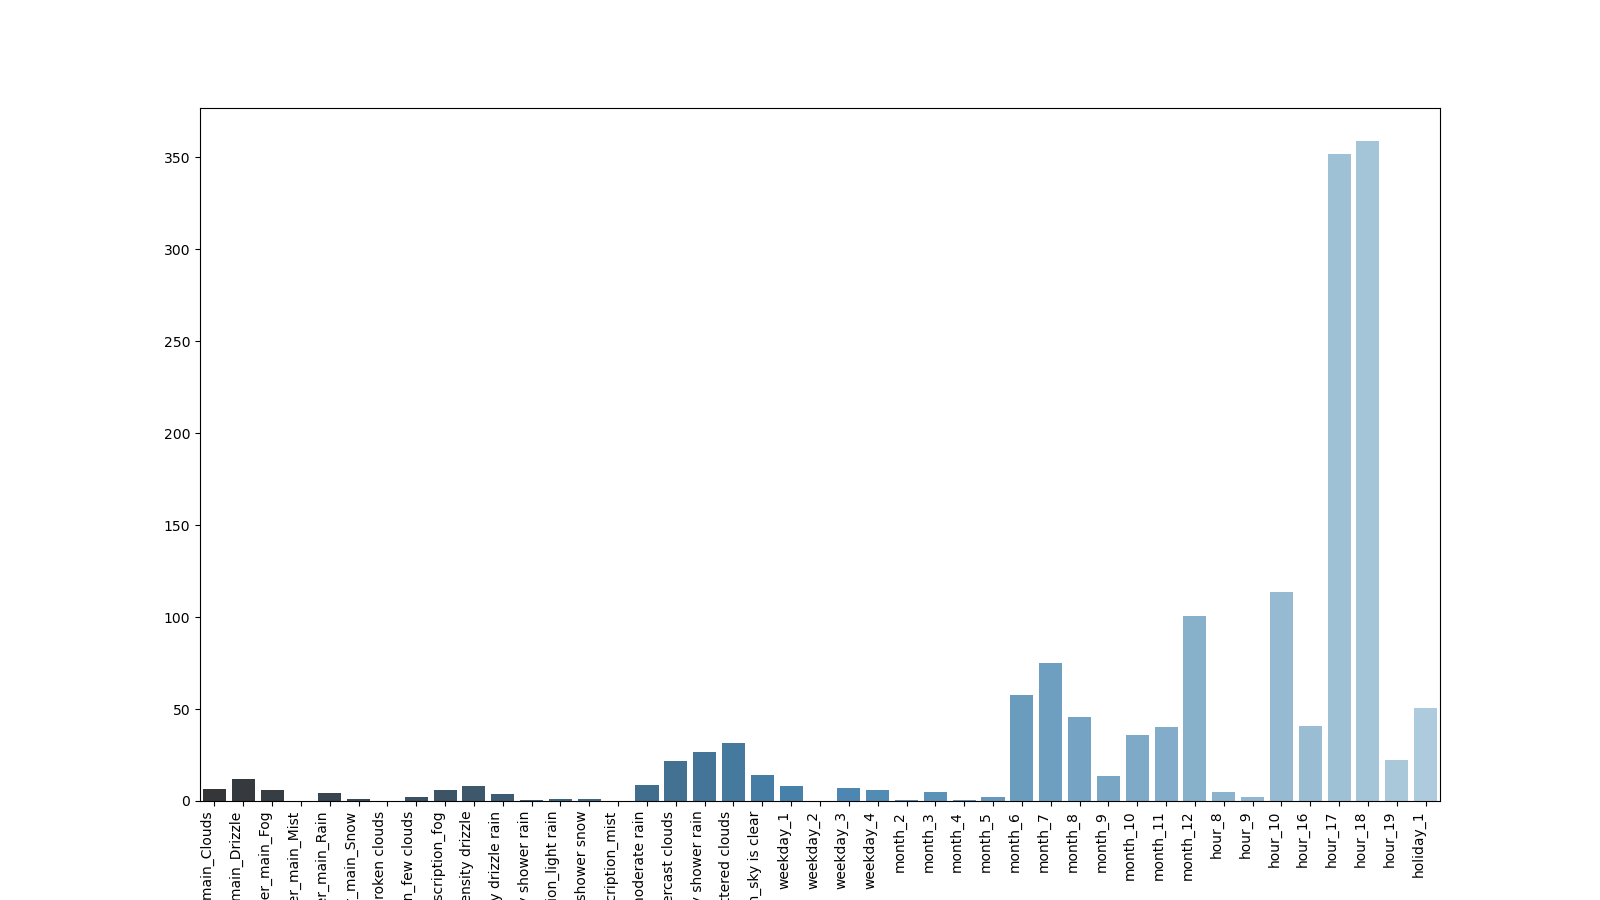 350
300
250
200
150
100
50
0
main_Clouds
main_Drizzle
er_main_Fog
er_main_Mist
er_main_Rain
_main_Snow
roken clouds
n_few clouds
scription_fog
ensity drizzle
y drizzle rain
shower rain
ion_light rain
shower snow
cription_mist
moderate rain
ercast clouds
shower rain
ttered clouds
n_sky is clear
weekday_1
weekday_2
weekday_3
weekday_4
month_2
month_3
month_4
month_5
month_6
month_7
month_8
month_9
month_10
month_11
month_12
hour_8
hour_9
hour_10
hour_16
hour_17
hour_18
hour_19
holiday_1